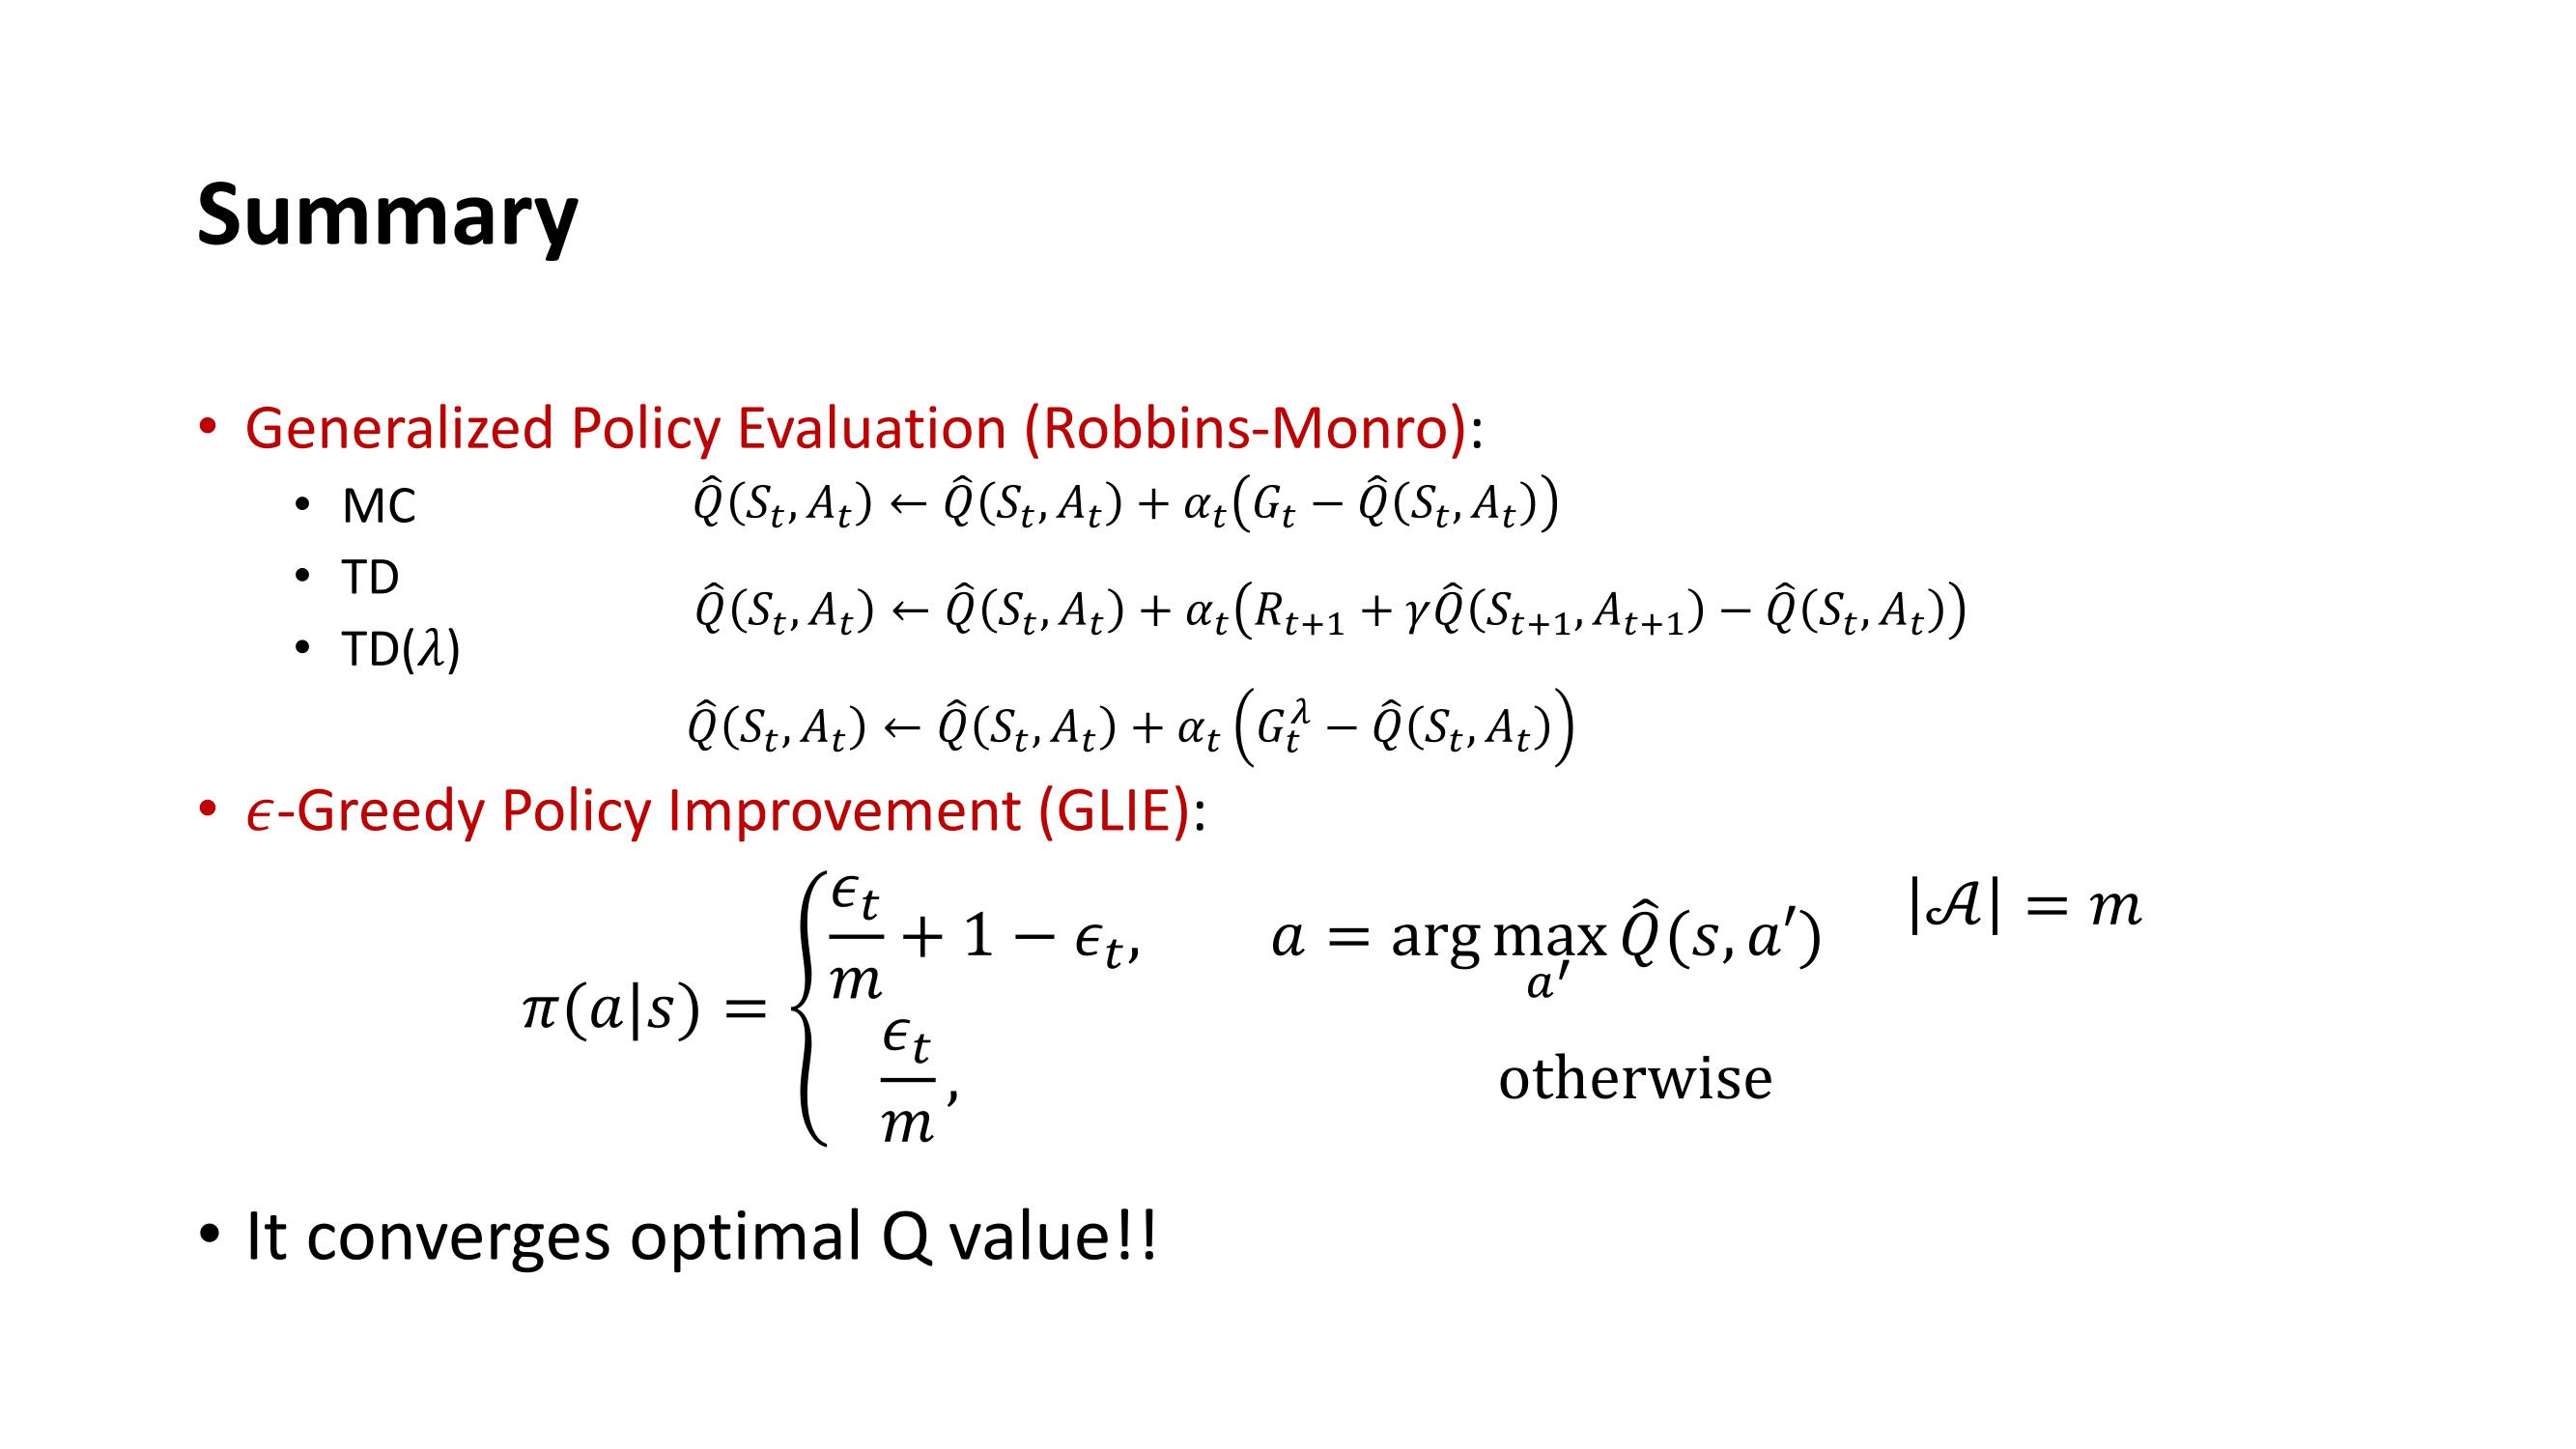 Summary
• Generalized Policy Evaluation (Robbins-Monro):
• MC
$\hat{Q}(S_t, A_t) \leftarrow \hat{Q}(S_t, A_t) + \alpha_t \left( G_t - \hat{Q}(S_t, A_t) \right)$
• TD
$\hat{Q}(S_t, A_t) \leftarrow \hat{Q}(S_t, A_t) + \alpha_t \left( R_{t+1} + \gamma \hat{Q}(S_{t+1}, A_{t+1}) - \hat{Q}(S_t, A_t) \right)$
• TD(λ)
$\hat{Q}(S_t, A_t) \leftarrow \hat{Q}(S_t, A_t) + \alpha_t \left( G_t^{\lambda} - \hat{Q}(S_t, A_t) \right)$
• ϵ-Greedy Policy Improvement (GLIE):
$\pi(a|s) = \begin{cases} \frac{\epsilon_t}{m} + 1 - \epsilon_t, & a = \arg\max_{a'} \hat{Q}(s, a') \\ \frac{\epsilon_t}{m}, & \text{otherwise} \end{cases}$
$|\mathcal{A}| = m$
• It converges optimal Q value!!